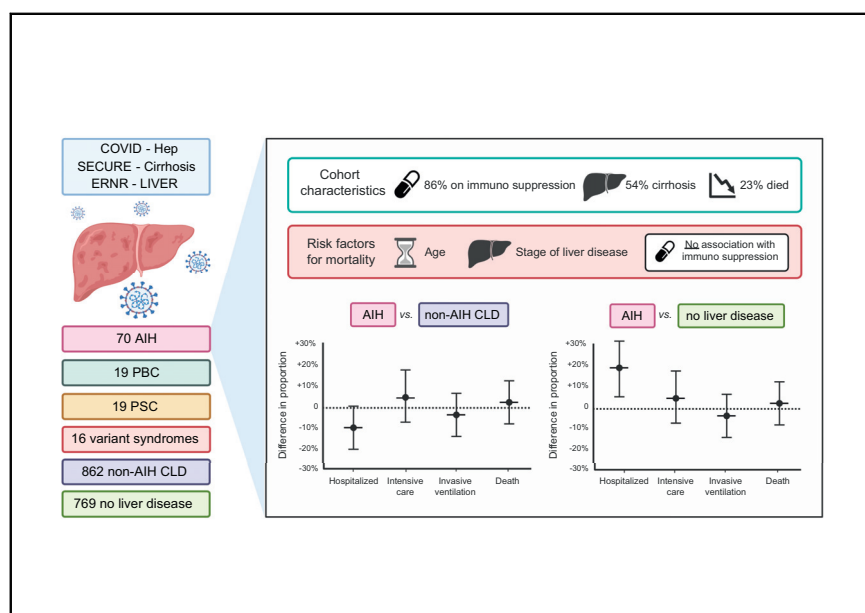 COVID - Hep
SECURE - Cirrhosis
ERNR - LIVER
70 AIH
19 PBC
19 PSC
16 variant syndromes
862 non-AIH CLD
769 no liver disease
Cohort
characteristics
86% on immuno suppression
54% cirrhosis
23% died
Risk factors
for mortality
Age
Stage of liver disease
No association with
immuno suppression
AIH vs. non-AIH CLD
Difference in proportion
+30%
+20%
+10%
0
-10%
-20%
-30%
Hospitalized
Intensive
care
Invasive
ventilation
Death
AIH vs. no liver disease
Difference in proportion
+30%
+20%
+10%
0
-10%
-20%
-30%
Hospitalized
Intensive
care
Invasive
ventilation
Death